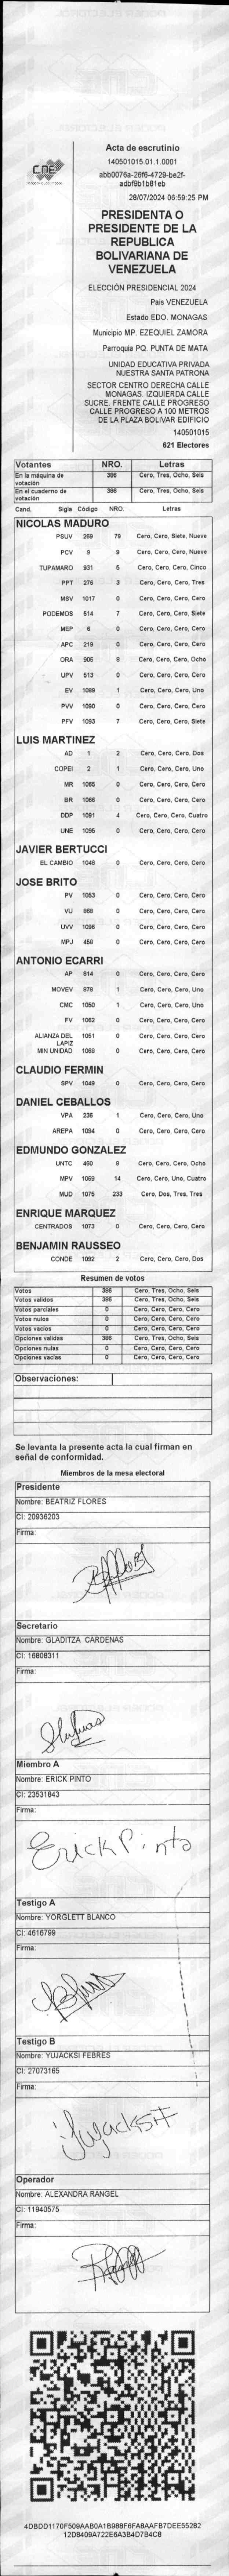 CNE
Acta de escrutinio
140501015.01.1.0001
abb0076a-26f6-4729-be2f-
adbf9b1b81eb
28/07/2024 06:59:25 PM
PRESIDENTA O
PRESIDENTE DE LA
REPUBLICA
BOLIVARIANA DE
VENEZUELA
ELECCIÓN PRESIDENCIAL 2024
Pais VENEZUELA
Estado EDO. MONAGAS
Municipio MP. EZEQUIEL ZAMORA
Parroquia PQ. PUNTA DE MATA
UNIDAD EDUCATIVA PRIVADA
NUESTRA SANTA PATRONA
SECTOR CENTRO DERECHA CALLE
MONAGAS. IZQUIERDA CALLE
SUCRE. FRENTE CALLE PROGRESO
CALLE PROGRESO A 100 METROS
DE LA PLAZA BOLIVAR EDIFICIO
140501015
621 Electores
Votantes NRO. Letras
En la máquina de votación 386 Cero, Tres, Ocho, Seis
En el cuaderno de votación 386 Cero, Tres, Ocho, Seis
Cand. Sigla Código NRO. Letras
NICOLAS MADURO
PSUV 269 79 Cero, Cero, Siete, Nueve
PCV 9 9 Cero, Cero, Cero, Nueve
TUPAMARO 931 5 Cero, Cero, Cero, Cinco
PPT 276 3 Cero, Cero, Cero, Tres
MSV 1017 0 Cero, Cero, Cero, Cero
PODEMOS 514 7 Cero, Cero, Cero, Siete
MEP 6 0 Cero, Cero, Cero, Cero
APC 219 0 Cero, Cero, Cero, Cero
ORA 906 8 Cero, Cero, Cero, Ocho
UPV 513 0 Cero, Cero, Cero, Cero
EV 1089 1 Cero, Cero, Cero, Uno
PVV 1090 0 Cero, Cero, Cero, Cero
PFV 1093 7 Cero, Cero, Cero, Siete
LUIS MARTINEZ
AD 1 2 Cero, Cero, Cero, Dos
COPEI 2 1 Cero, Cero, Cero, Uno
MR 1065 0 Cero, Cero, Cero, Cero
BR 1066 0 Cero, Cero, Cero, Cero
DDP 1091 4 Cero, Cero, Cero, Cuatro
UNE 1095 0 Cero, Cero, Cero, Cero
JAVIER BERTUCCI
EL CAMBIO 1048 0 Cero, Cero, Cero, Cero
JOSE BRITO
PV 1053 0 Cero, Cero, Cero, Cero
VU 868 0 Cero, Cero, Cero, Cero
UVV 1096 0 Cero, Cero, Cero, Cero
MPJ 458 0 Cero, Cero, Cero, Cero
ANTONIO ECARRI
AP 814 0 Cero, Cero, Cero, Cero
MOVEV 979 1 Cero, Cero, Cero, Uno
CMC 1050 1 Cero, Cero, Cero, Uno
FV 1062 0 Cero, Cero, Cero, Cero
ALIANZA DEL LAPIZ 1051 0 Cero, Cero, Cero, Cero
MIN UNIDAD 1068 0 Cero, Cero, Cero, Cero
CLAUDIO FERMIN
SPV 1049 0 Cero, Cero, Cero, Cero
DANIEL CEBALLOS
VPA 236 1 Cero, Cero, Cero, Uno
AREPA 1094 0 Cero, Cero, Cero, Cero
EDMUNDO GONZALEZ
UNTC 460 8 Cero, Cero, Cero, Ocho
MPV 1069 14 Cero, Cero, Uno, Cuatro
MUD 1075 233 Cero, Dos, Tres, Tres
ENRIQUE MARQUEZ
CENTRADOS 1073 0 Cero, Cero, Cero, Cero
BENJAMIN RAUSSEO
CONDE 1092 2 Cero, Cero, Cero, Dos
Resumen de votos
Votos 386 Cero, Tres, Ocho, Seis
Votos validos 386 Cero, Tres, Ocho, Seis
Votos parciales 0 Cero, Cero, Cero, Cero
Votos nulos 0 Cero, Cero, Cero, Cero
Votos vacios 0 Cero, Cero, Cero, Cero
Opciones validas 386 Cero, Tres, Ocho, Seis
Opciones nulas 0 Cero, Cero, Cero, Cero
Opciones vacias 0 Cero, Cero, Cero, Cero
Observaciones:
Se levanta la presente acta la cual firman en
señal de conformidad.
Miembros de la mesa electoral
Presidente
Nombre: BEATRIZ FLORES
CI: 20936203
Firma:
Secretario
Nombre: GLADITZA CARDENAS
CI: 16808311
Firma:
Miembro A
Nombre: ERICK PINTO
CI: 23531843
Firma:
Erick Pinto
Testigo A
Nombre: YORGLETT BLANCO
CI: 4616799
Firma:
Testigo B
Nombre: YUJACKSI FEBRES
CI: 27073165
Firma:
Yujacksi F
Operador
Nombre: ALEXANDRA RANGEL
CI: 11940575
Firma:
4DBDD1170F509AAB0A1B988F6FA8AAFB7DEE55282
12D8409A722E6A3B4D7B4C8